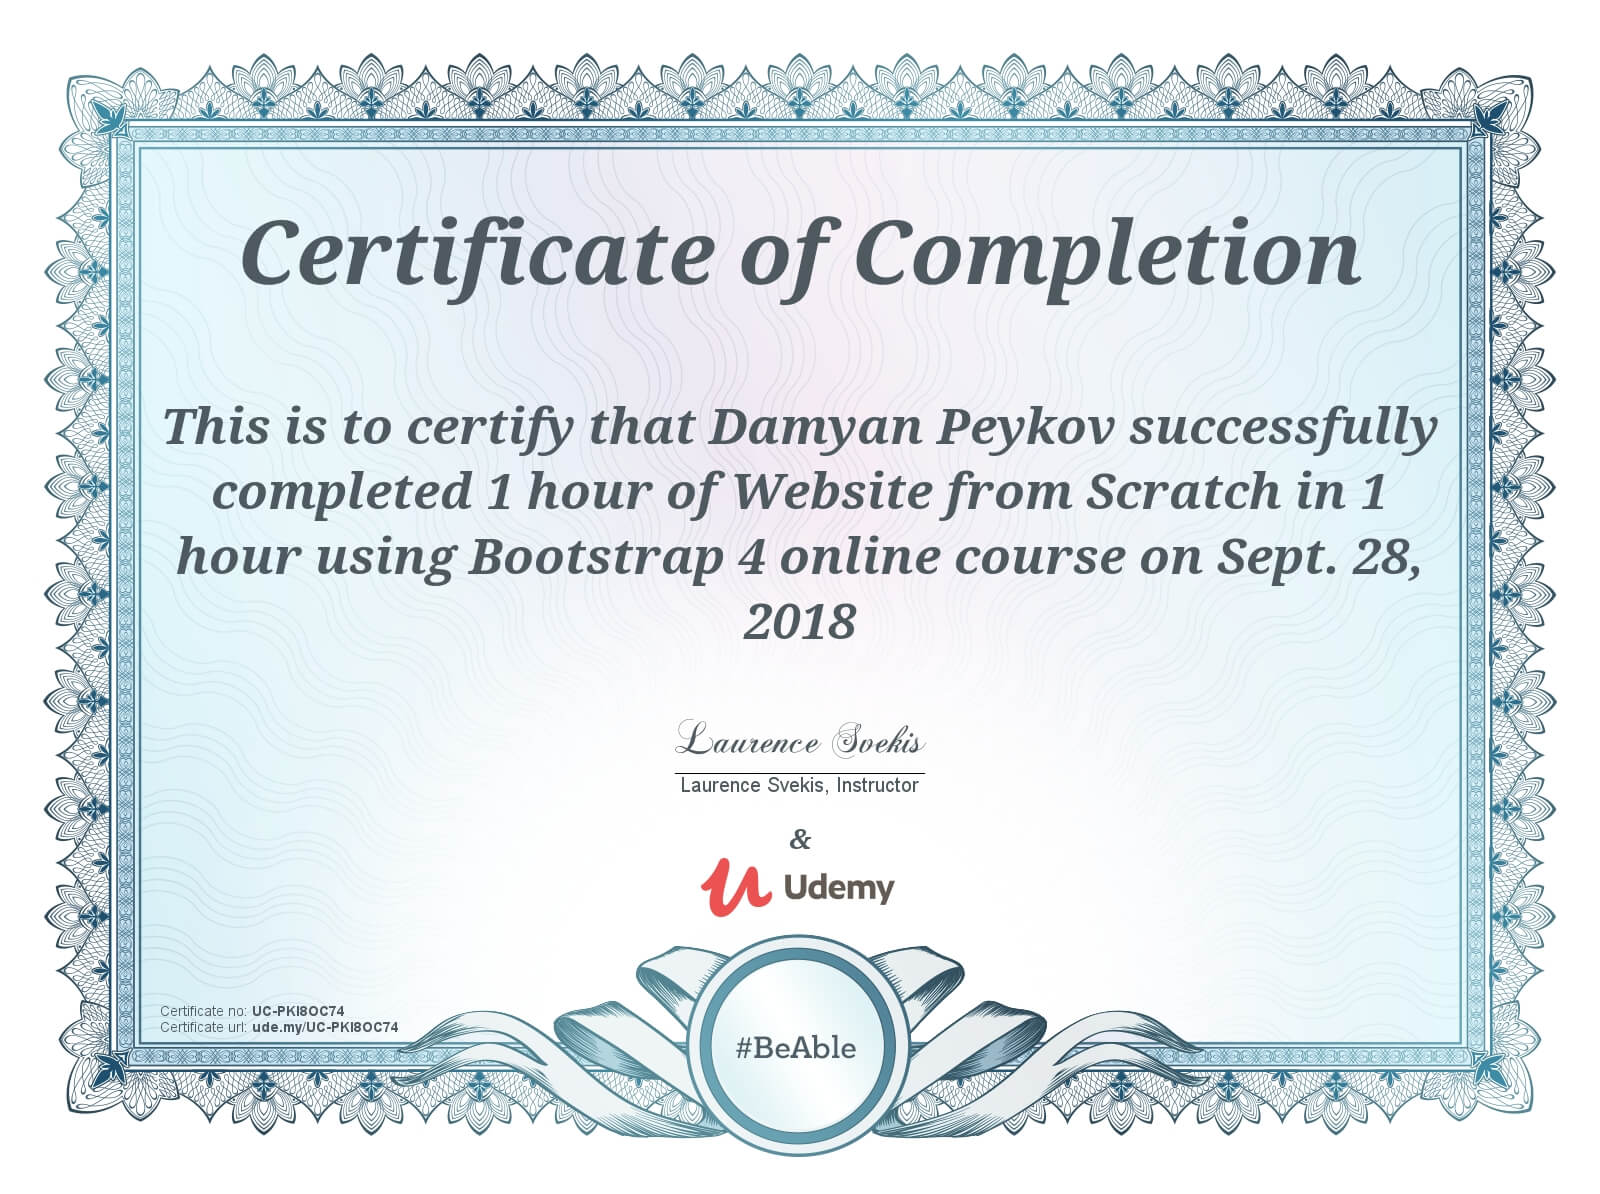 Certificate of Completion
This is to certify that Damyan Peykov successfully
completed 1 hour of Website from Scratch in 1
hour using Bootstrap 4 online course on Sept. 28,
2018
Laurence Svekis
Laurence Svekis, Instructor
&
Udemy
Certificate no: UC-PKI8OC74
Certificate url: ude.my/UC-PKI8OC74
#BeAble